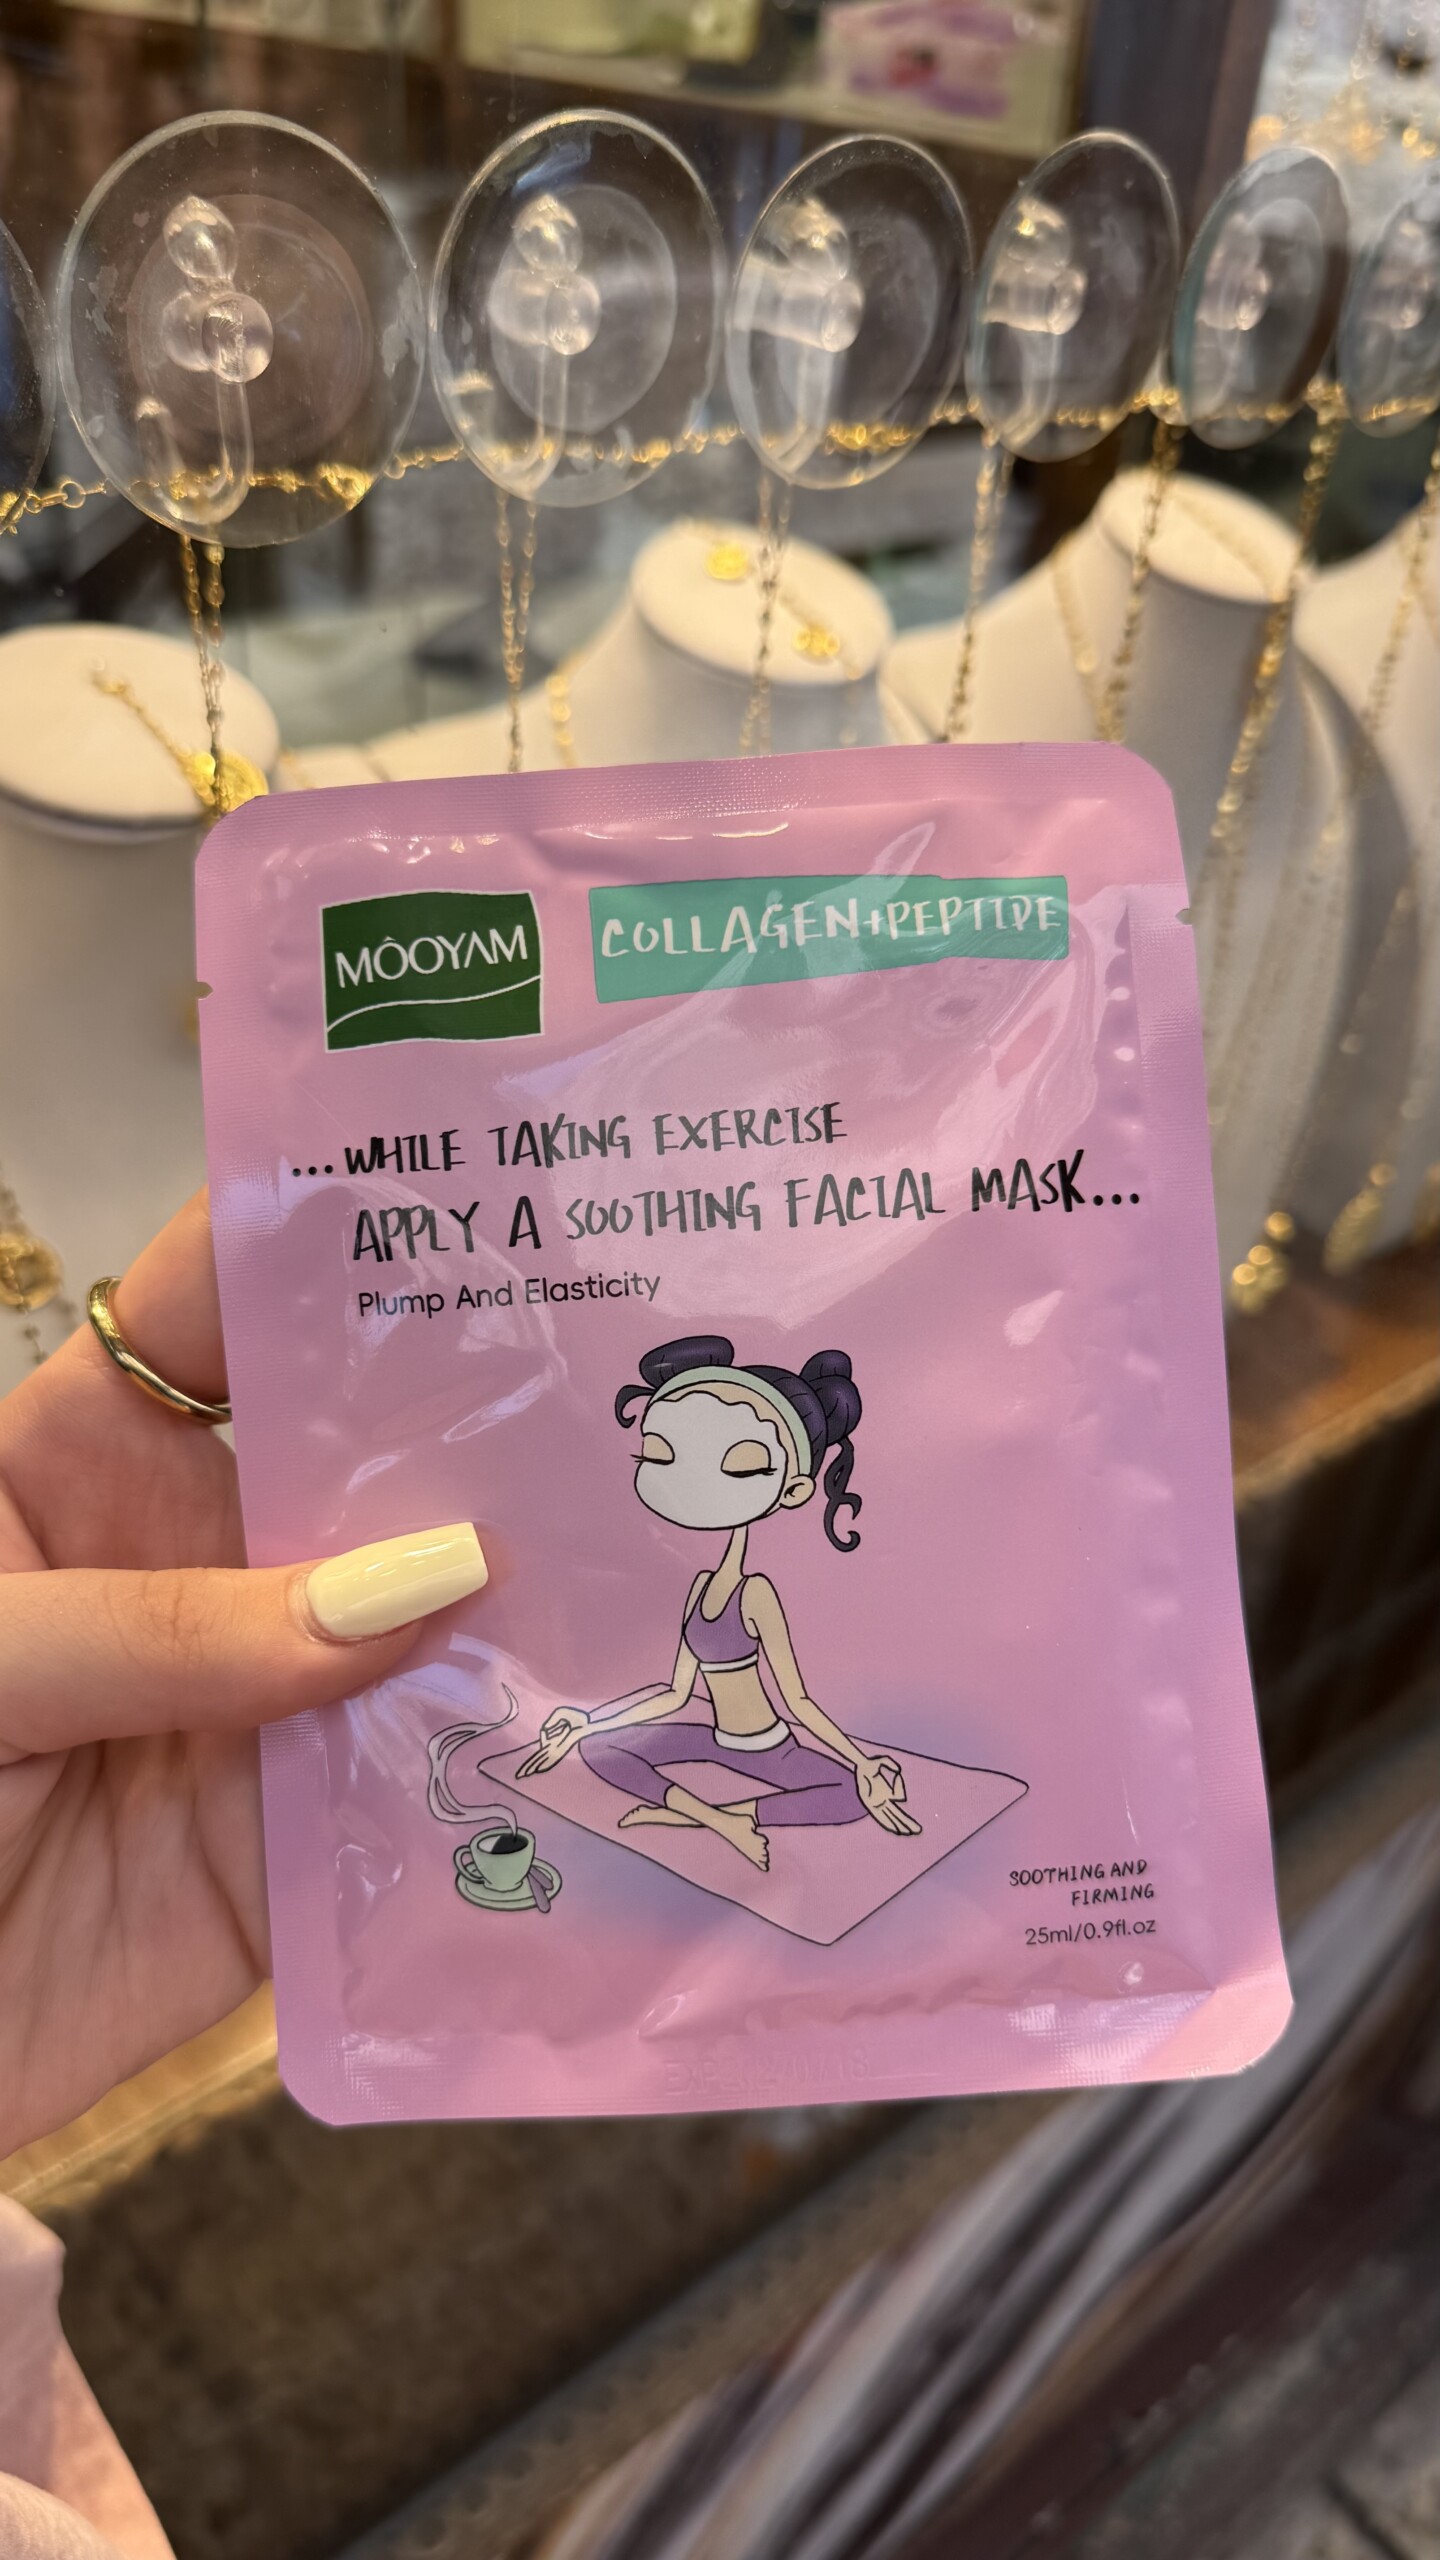 MÔOYAM
COLLAGEN+PEPTIDE
...WHILE TAKING EXERCISE
APPLY A SOOTHING FACIAL MASK...
Plump And Elasticity
SOOTHING AND
FIRMING
25ml/0.9fl.oz